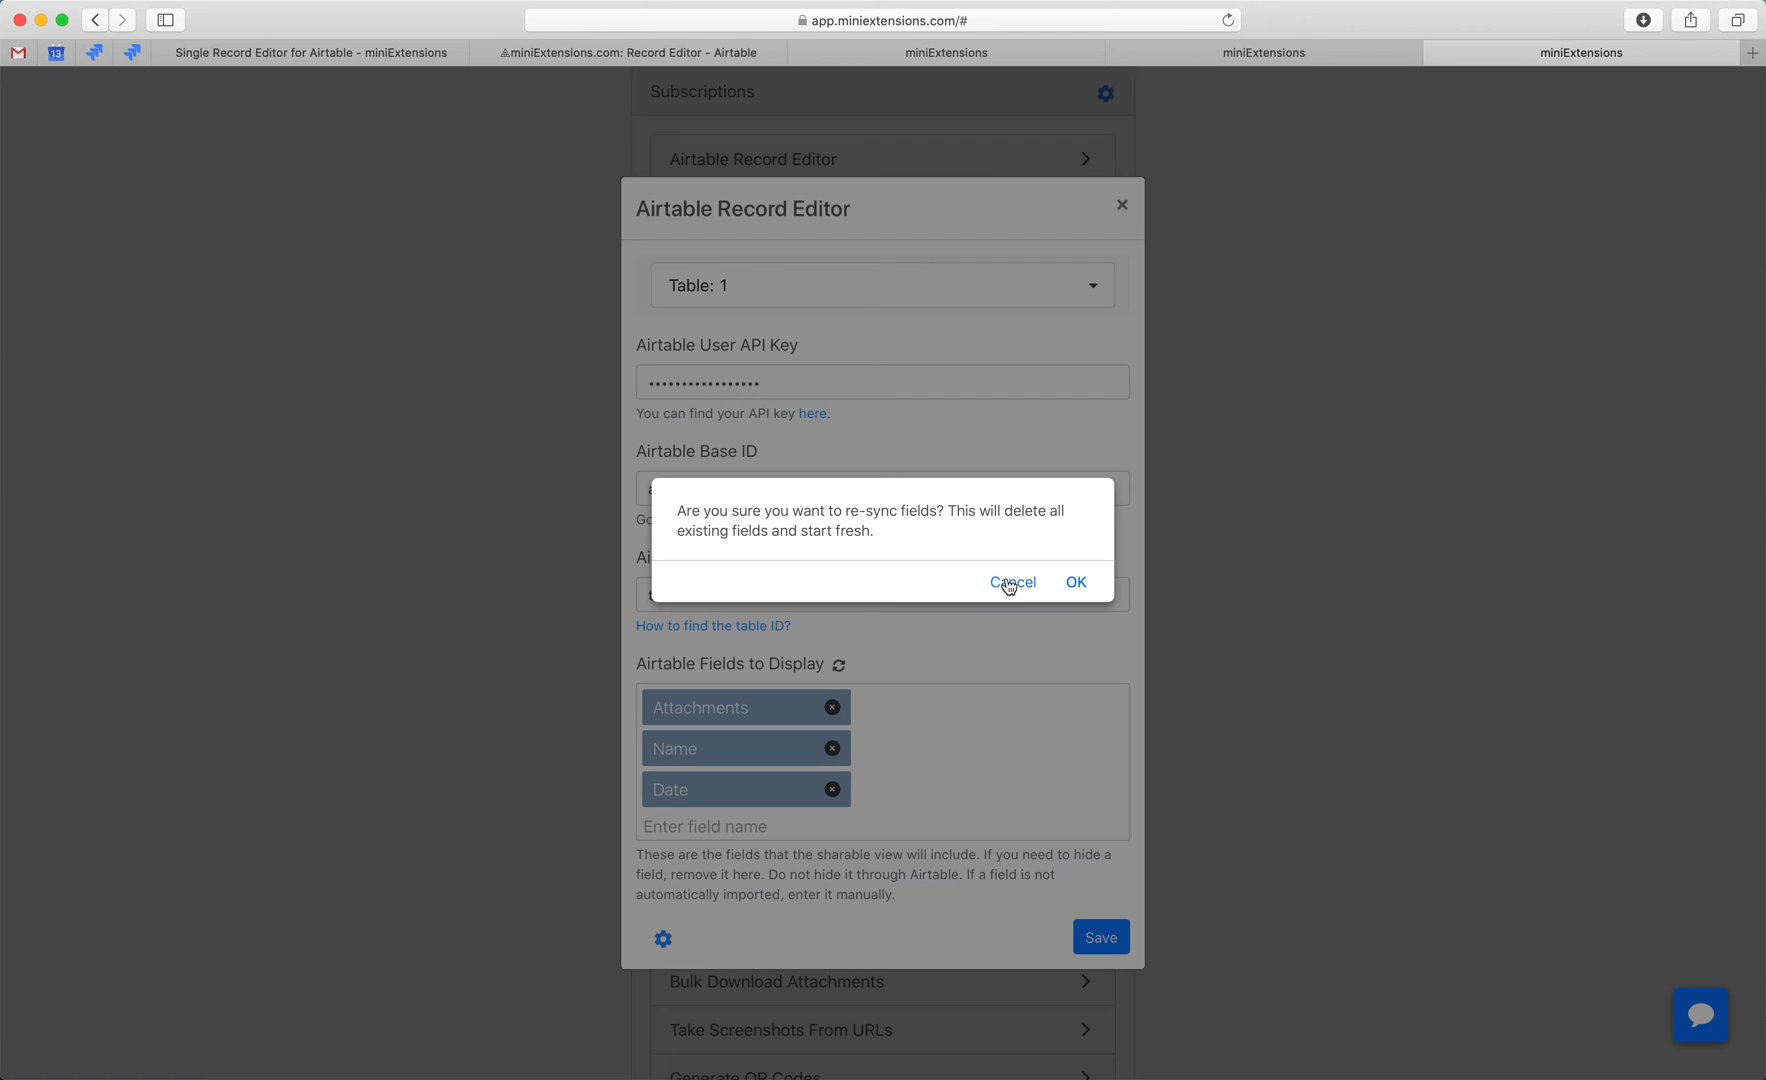 app.miniextensions.com/#
13
Single Record Editor for Airtable - miniExtensions
miniExtensions.com: Record Editor - Airtable
miniExtensions
miniExtensions
miniExtensions
Subscriptions
Airtable Record Editor
Airtable Record Editor
Table: 1
Airtable User API Key
•••••••••••••••••
You can find your API key here.
Airtable Base ID
Are you sure you want to re-sync fields? This will delete all
existing fields and start fresh.
Cancel OK
How to find the table ID?
Airtable Fields to Display
Attachments
Name
Date
Enter field name
These are the fields that the sharable view will include. If you need to hide a
field, remove it here. Do not hide it through Airtable. If a field is not
automatically imported, enter it manually.
Save
Bulk Download Attachments
Take Screenshots From URLs
Generate QR Codes